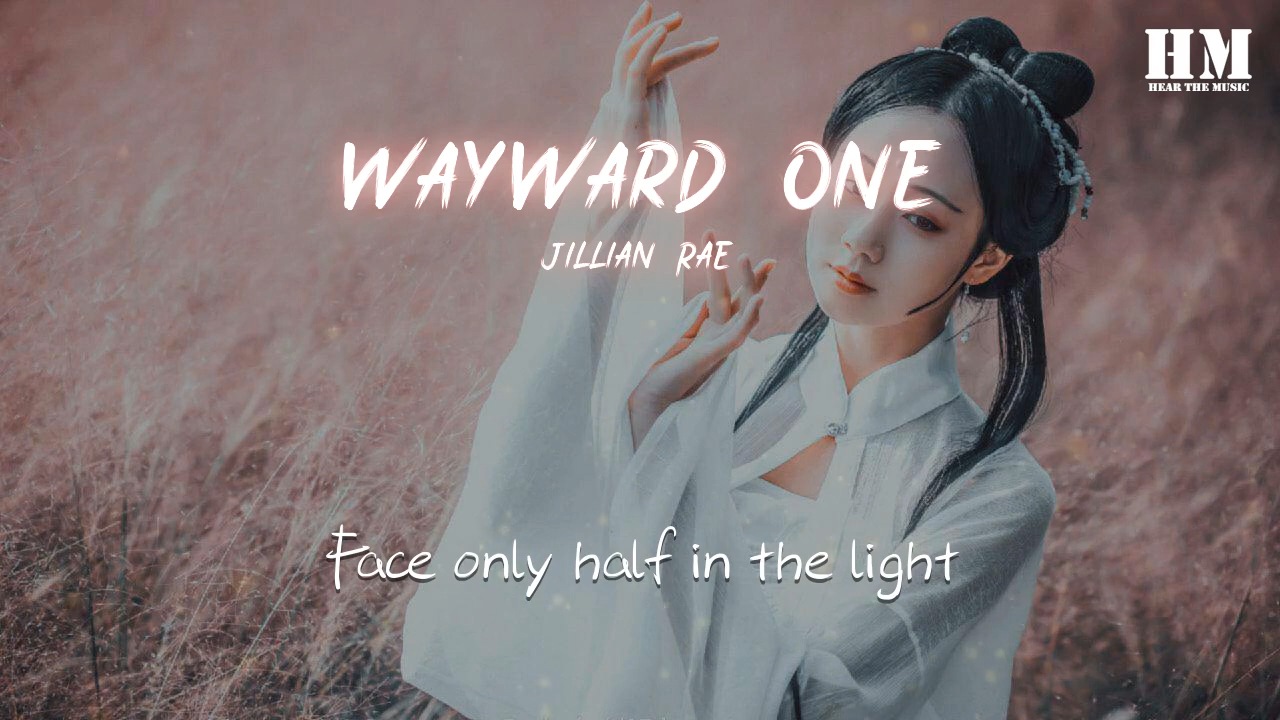 HM
HEAR THE MUSIC
WAYWARD ONE
JILLIAN RAE
Face only half in the light